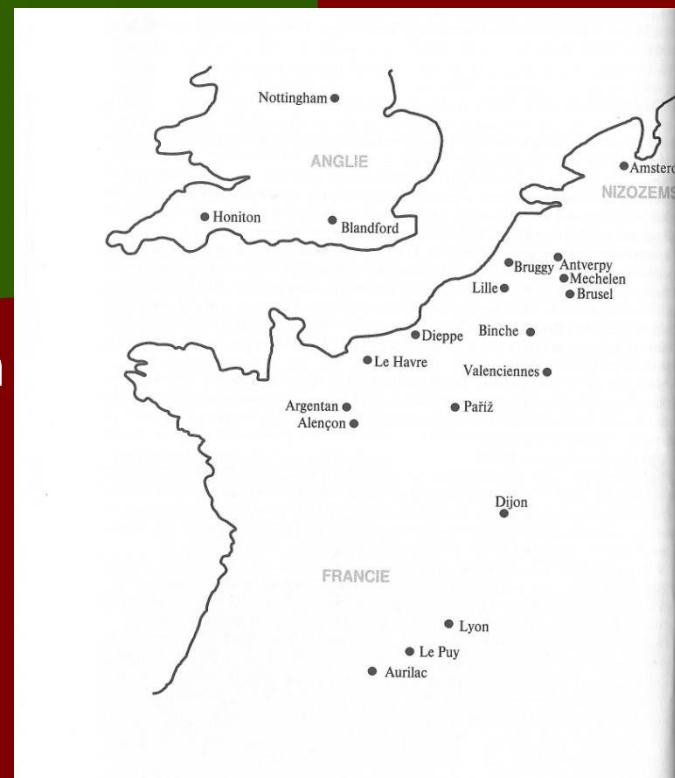 Nottingham
ANGLIE
Amsterd
NIZOZEMS
Honiton
Blandford
Bruggy
Antverpy
Mechelen
Lille
Brusel
Dieppe
Binche
Le Havre
Valenciennes
Argentan
Paříž
Alençon
Dijon
FRANCIE
Lyon
Le Puy
Aurilac